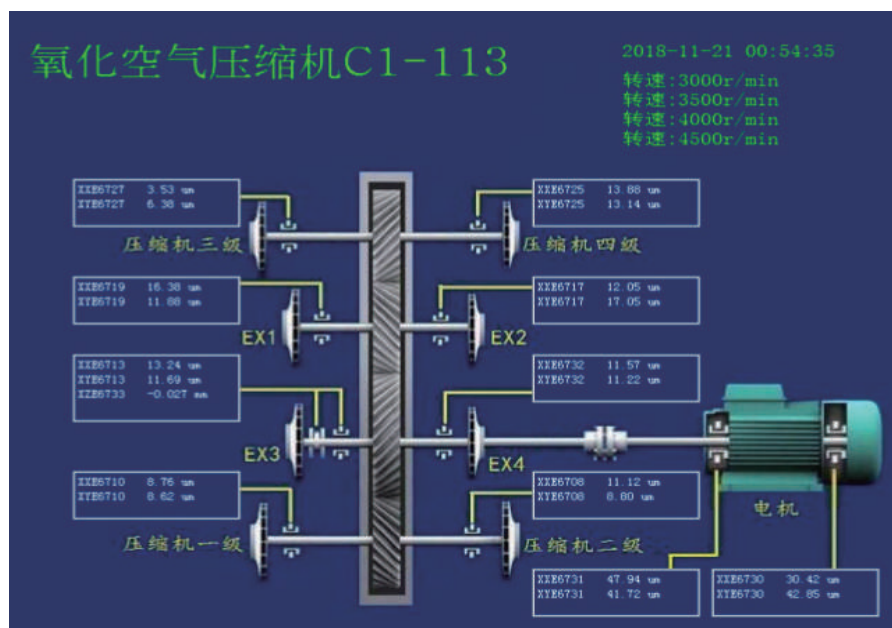 氧化空气压缩机C1-113
2018-11-21 00:54:35
转速:3000r/min
转速:3500r/min
转速:4000r/min
转速:4500r/min
XXE6727 3.53 um
XYE6727 6.38 um
压缩机三级
XXE6725 13.88 um
XYE6725 13.14 um
压缩机四级
XXE6719 16.38 um
XYE6719 11.88 um
EX1
XXE6717 12.05 um
XYE6717 17.05 um
EX2
XXE6713 13.24 um
XYE6713 11.69 um
XZE6733 -0.027 mm
EX3
XXE6732 11.57 um
XYE6732 11.22 um
EX4
XXE6710 8.76 um
XYE6710 8.62 um
压缩机一级
XXE6708 11.12 um
XYE6708 8.80 um
压缩机二级
电机
XXE6731 47.94 um
XYE6731 41.72 um
XXE6730 30.42 um
XYE6730 42.85 um